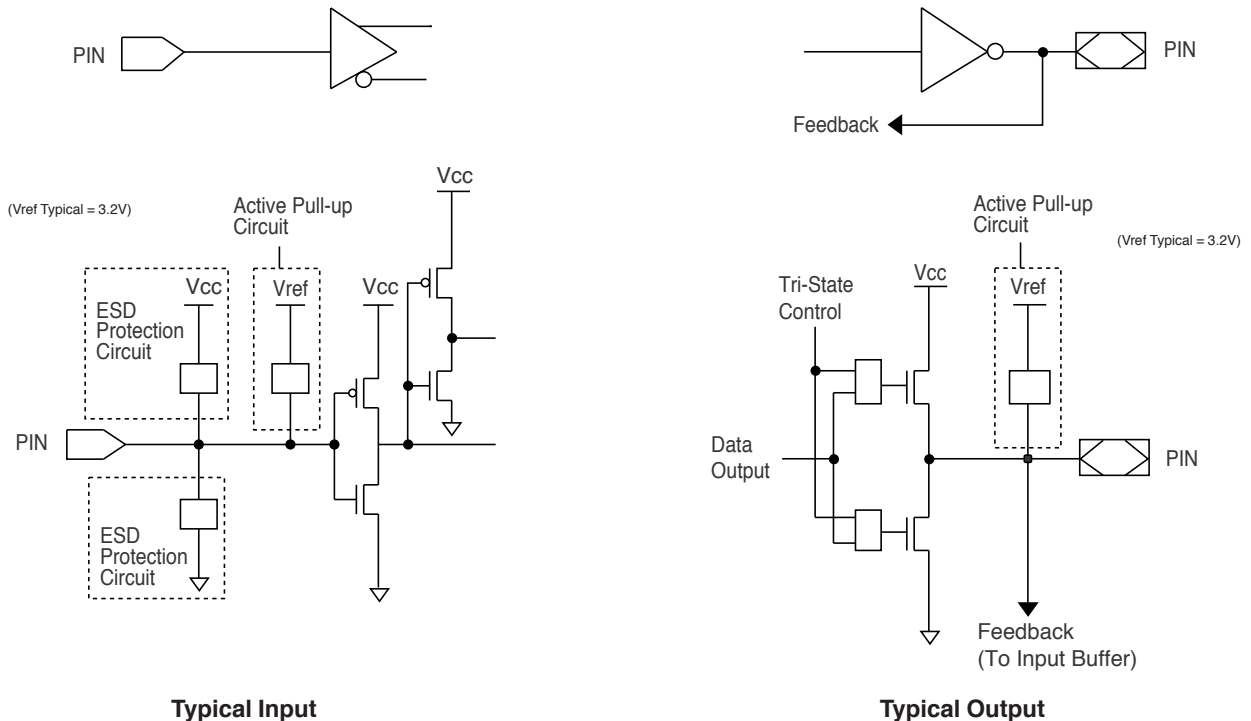 PIN
PIN
Feedback
Vcc
(Vref Typical = 3.2V)
Active Pull-up
Circuit
Vcc
Vref
Vcc
ESD
Protection
Circuit
PIN
ESD
Protection
Circuit
Typical Input
Active Pull-up
Circuit
(Vref Typical = 3.2V)
Tri-State
Control
Vcc
Vref
Data
Output
PIN
Feedback
(To Input Buffer)
Typical Output